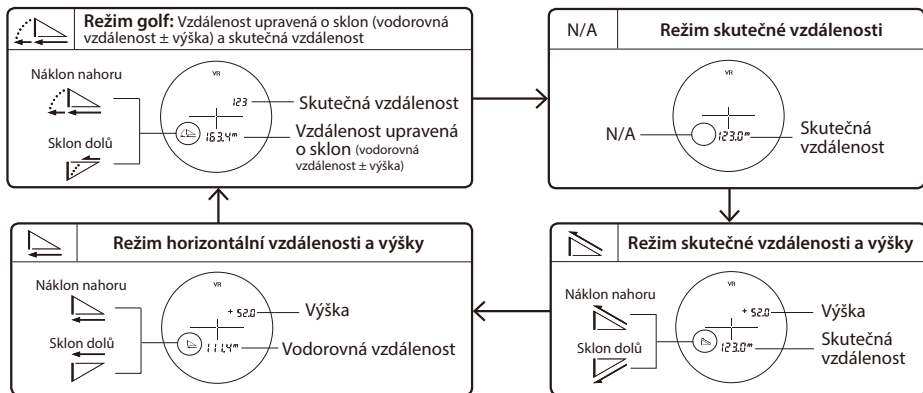 Režim golf: Vzdálenost upravená o sklon (vodorovná
vzdálenost ± výška) a skutečná vzdálenost
Náklon nahoru
Sklon dolů
VR
123
163.4m
Skutečná vzdálenost
Vzdálenost upravená
o sklon (vodorovná
vzdálenost ± výška)
N/A
Režim skutečné vzdálenosti
VR
N/A
123.0m
Skutečná
vzdálenost
Režim horizontální vzdálenosti a výšky
Náklon nahoru
Sklon dolů
VR
+ 52.0
111.4m
Výška
Vodorovná vzdálenost
Režim skutečné vzdálenosti a výšky
Náklon nahoru
Sklon dolů
VR
+ 52.0
123.0m
Výška
Skutečná
vzdálenost